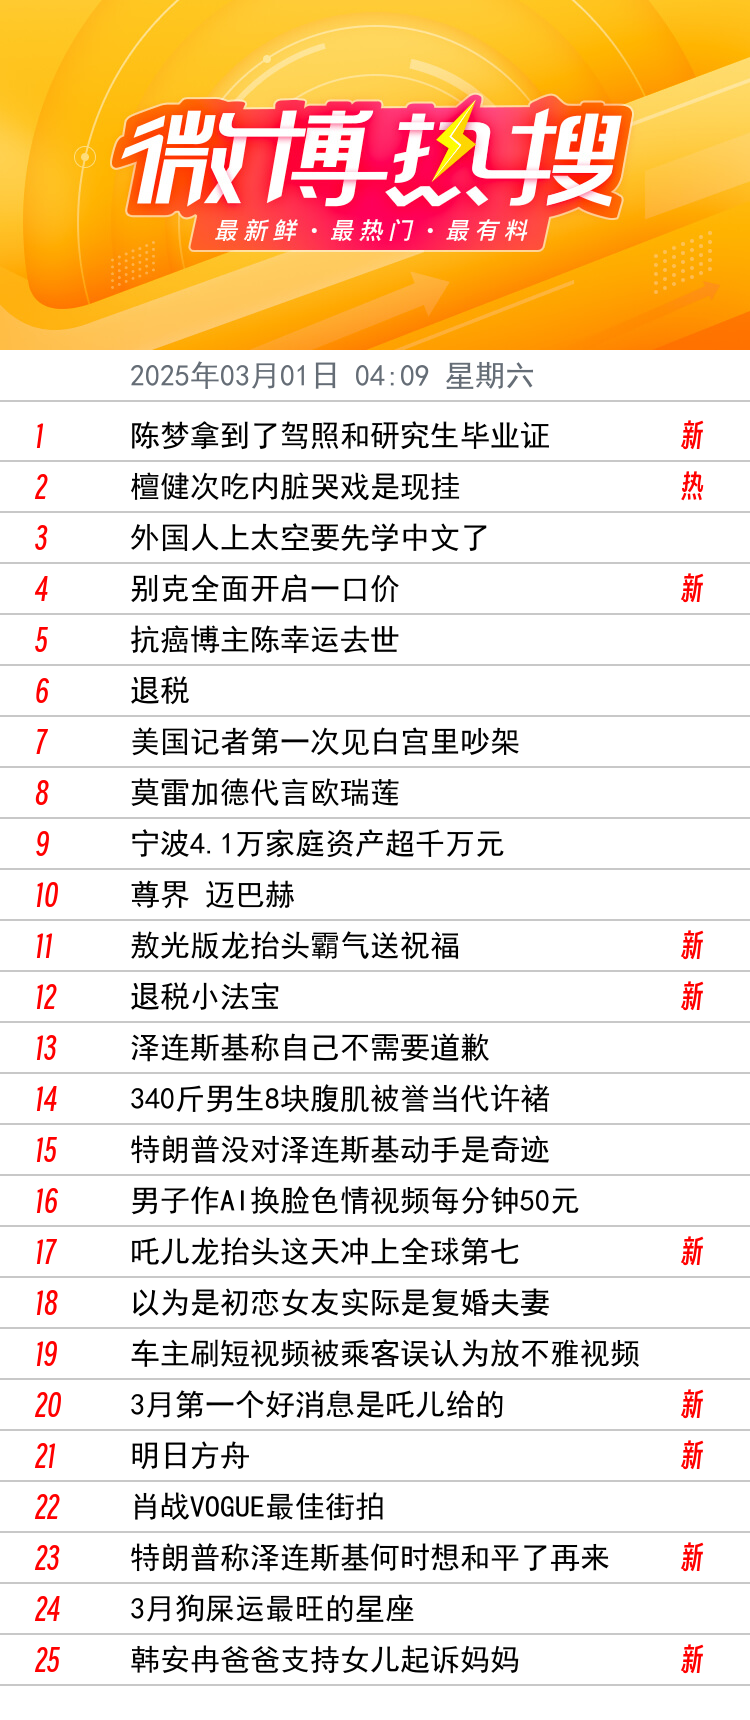 微博热搜
最新鲜·最热门·最有料
2025年03月01日 04:09 星期六
1 陈梦拿到了驾照和研究生毕业证 新
2 檀健次吃内脏哭戏是现挂 热
3 外国人上太空要先学中文了
4 别克全面开启一口价 新
5 抗癌博主陈幸运去世
6 退税
7 美国记者第一次见白宫里吵架
8 莫雷加德代言欧瑞莲
9 宁波4.1万家庭资产超千万元
10 尊界 迈巴赫
11 敖光版龙抬头霸气送祝福 新
12 退税小法宝 新
13 泽连斯基称自己不需要道歉
14 340斤男生8块腹肌被誉当代许褚
15 特朗普没对泽连斯基动手是奇迹
16 男子作AI换脸色情视频每分钟50元
17 吒儿龙抬头这天冲上全球第七 新
18 以为是初恋女友实际是复婚夫妻
19 车主刷短视频被乘客误认为放不雅视频
20 3月第一个好消息是吒儿给的 新
21 明日方舟 新
22 肖战VOGUE最佳街拍
23 特朗普称泽连斯基何时想和平了再来 新
24 3月狗屎运最旺的星座
25 韩安冉爸爸支持女儿起诉妈妈 新